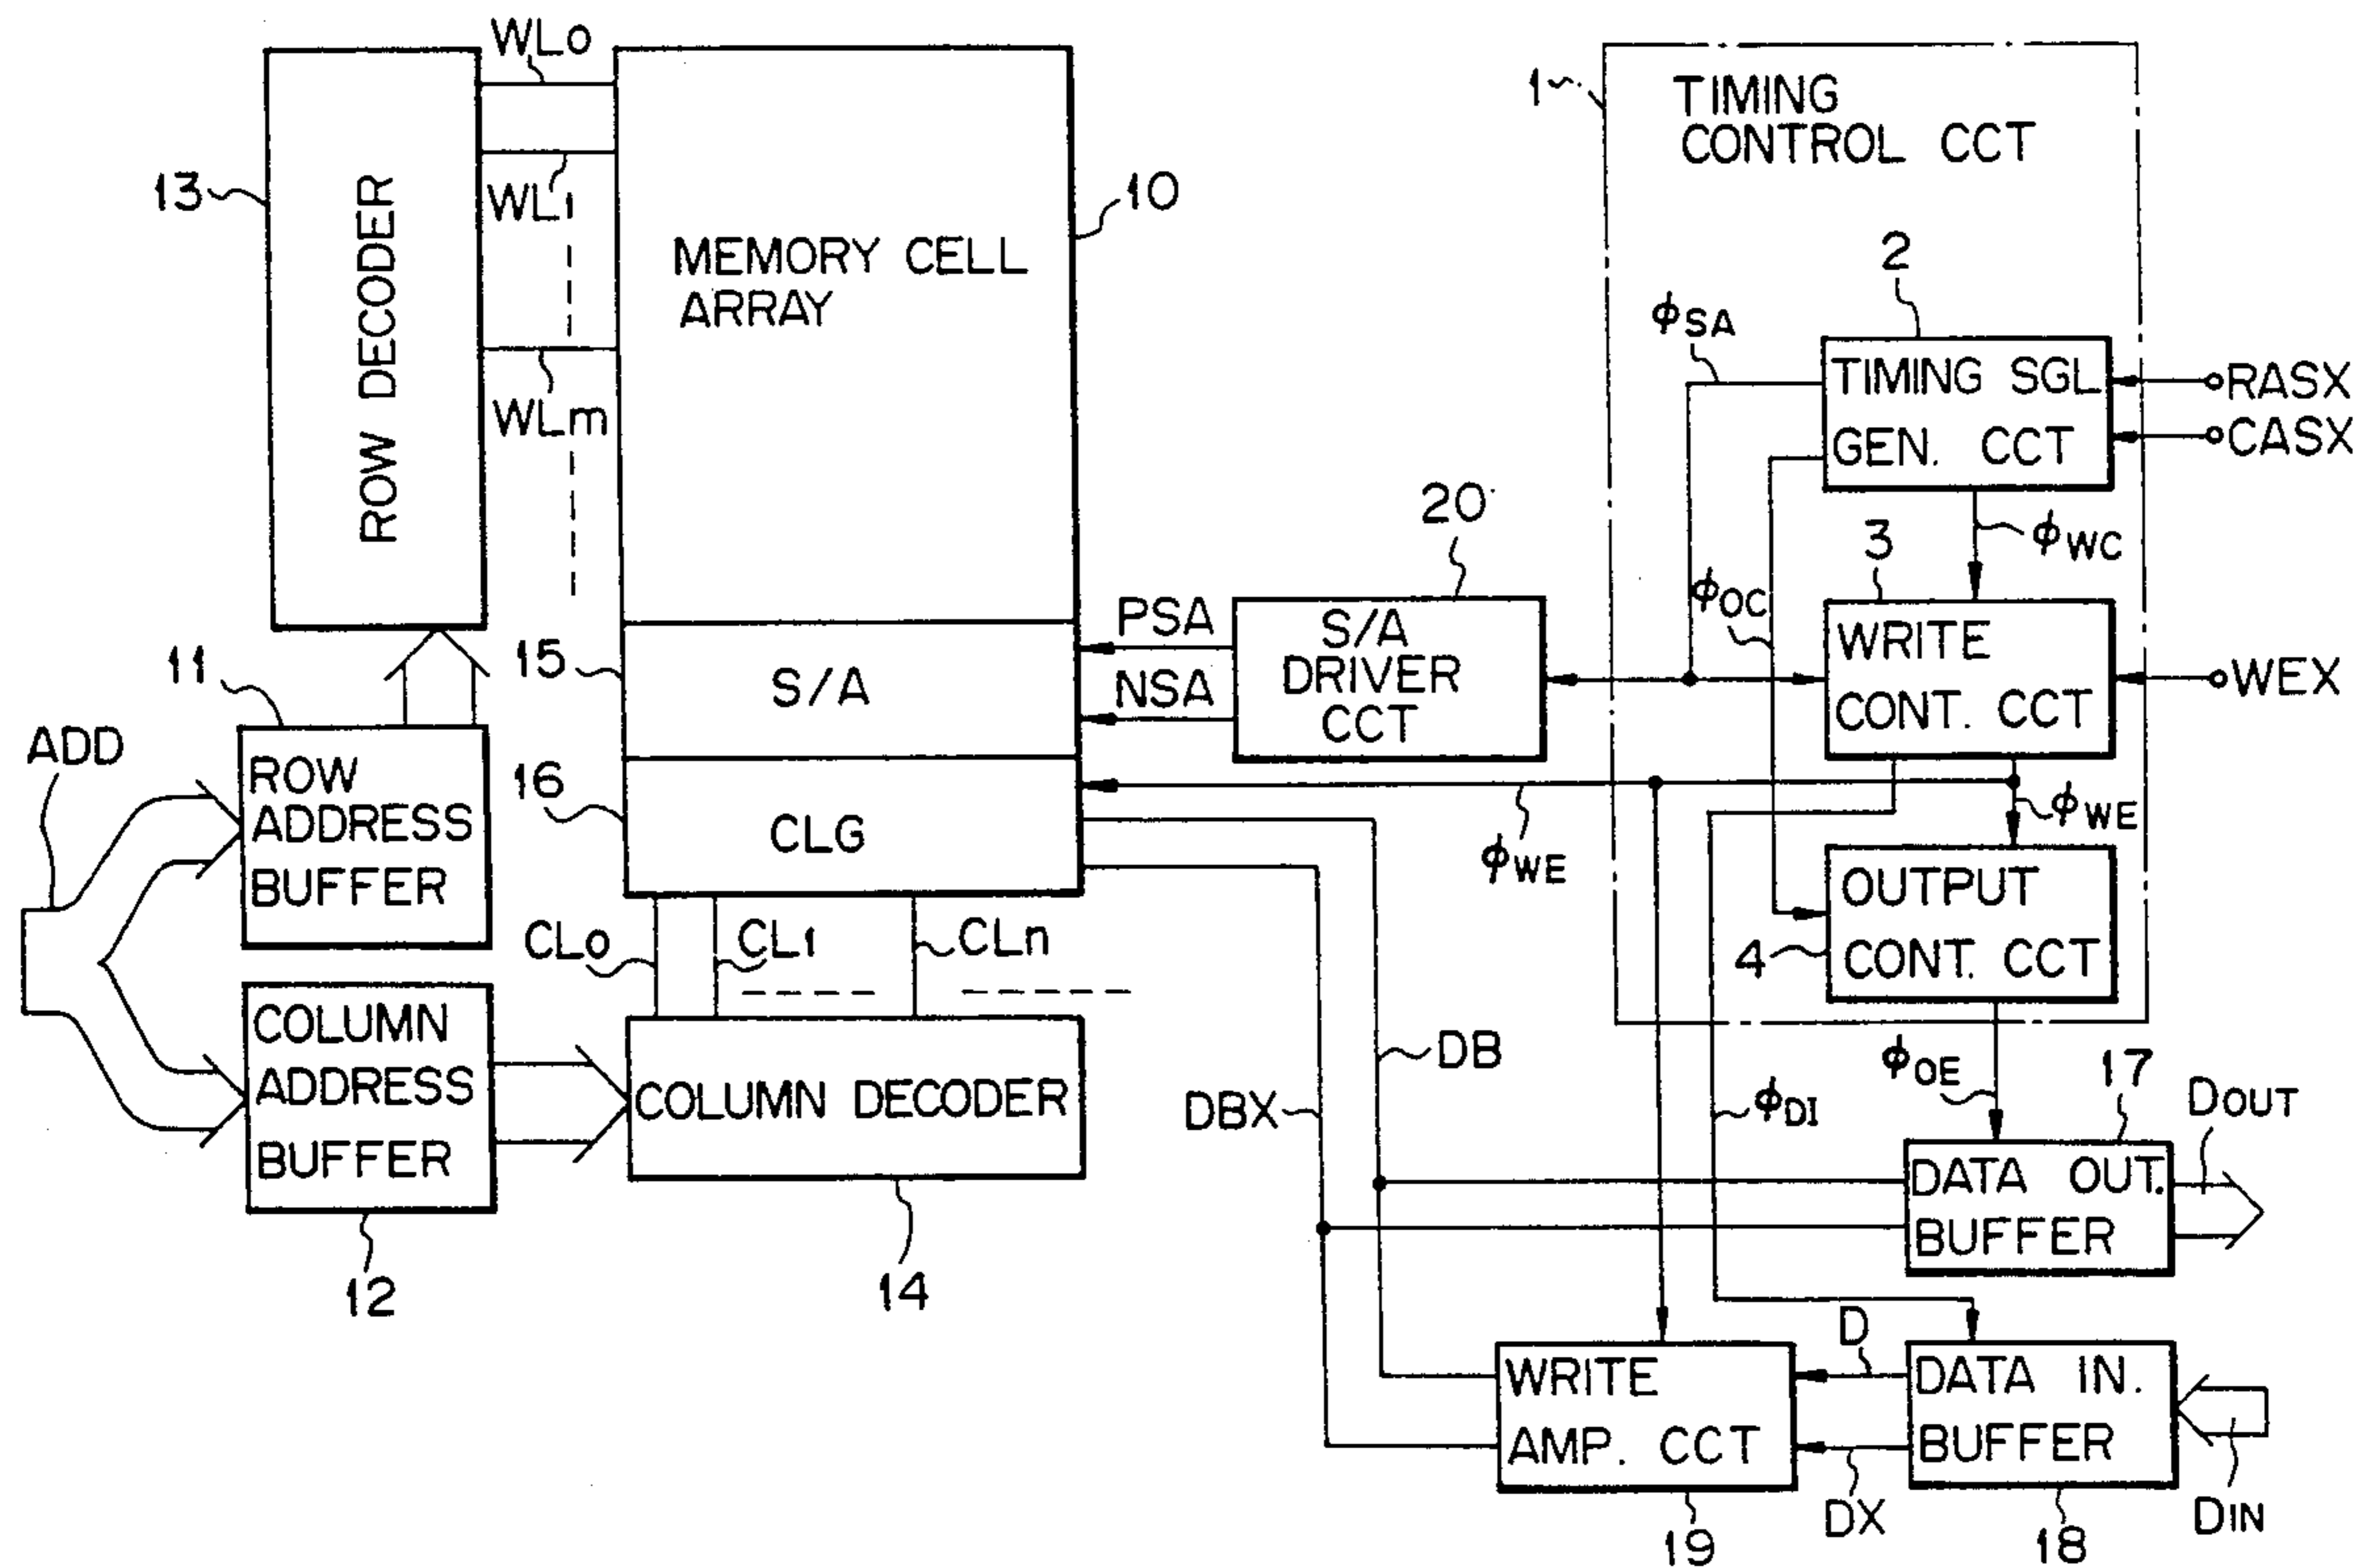 WL0
WL1
WLm
13
ROW DECODER
MEMORY CELL
ARRAY
10
1
TIMING
CONTROL CCT
2
φSA
TIMING SGL
GEN. CCT
RASX
CASX
φWC
3
φOC
WRITE
CONT. CCT
WEX
20
S/A
DRIVER
CCT
PSA
NSA
15
S/A
16
CLG
φWE
φWE
OUTPUT
CONT. CCT
4
11
ADD
ROW
ADDRESS
BUFFER
CL0
CL1
CLn
COLUMN
ADDRESS
BUFFER
12
COLUMN DECODER
14
DB
DBX
φDI
φOE
17
DOUT
DATA OUT.
BUFFER
D
WRITE
AMP. CCT
19
DX
DATA IN.
BUFFER
18
DIN